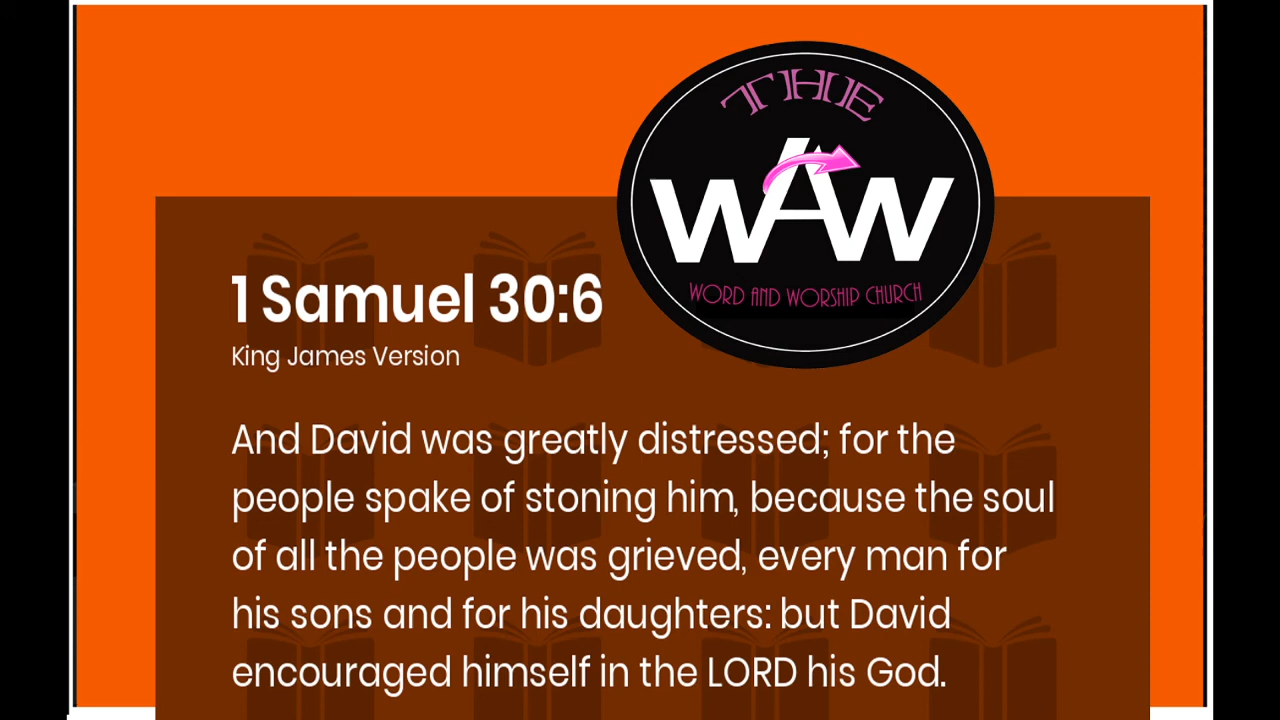 THE
WAW
WORD AND WORSHIP CHURCH
1 Samuel 30:6
King James Version
And David was greatly distressed; for the
people spake of stoning him, because the soul
of all the people was grieved, every man for
his sons and for his daughters: but David
encouraged himself in the LORD his God.